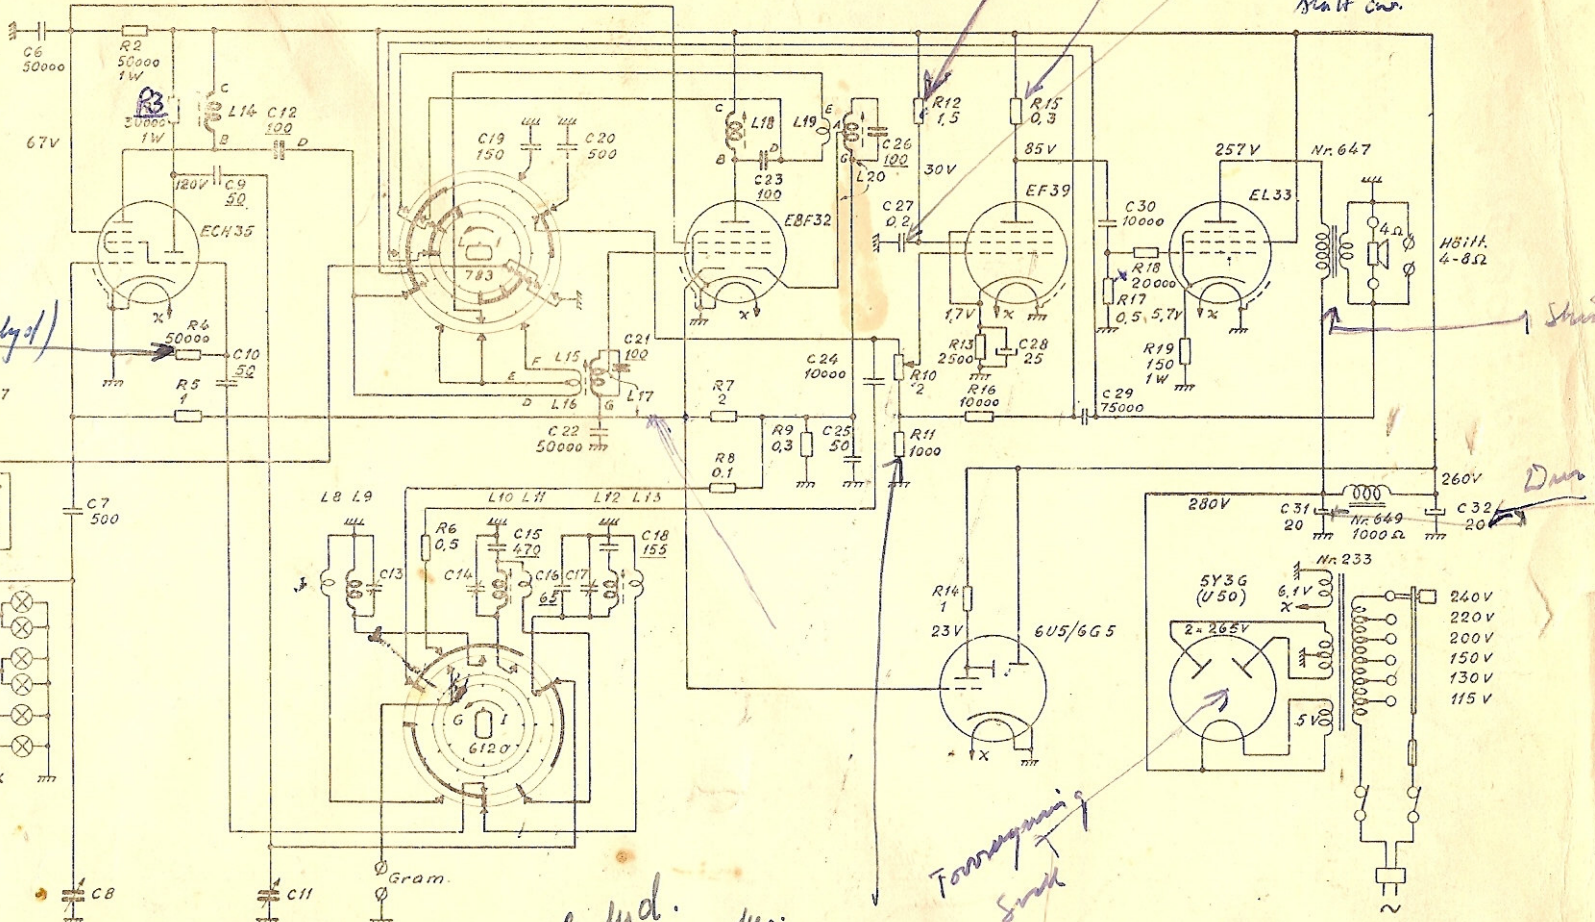 C6
50000
R2
50000
1W
R3
30000
1W
C
L14
B
C12
100
D
67V
120V
C9
50
ECH35
x
R4
50000
C10
50
R5
1
C7
500
C8
C11
C19
150
C20
500
783
F
L15
E
D
L16
C21
100
L17
G
C22
50000
C
L18
B
D
C23
100
L19
E
A
C26
100
G
L20
EBF32
x
R12
1,5
30V
C27
0,2
R15
0,3
85V
EF39
x
1,7V
R13
2500
C28
25
C24
10000
R10
2
R11
1000
R16
10000
C29
75000
C30
10000
R18
20000
R17
0,5
5,7V
R19
150
1W
257V
EL33
x
Nr. 647
4Ω
Höitt.
4-8Ω
R7
2
R8
0.1
R9
0,3
C25
50
L8 L9
L10 L11
L12 L13
R6
0,5
C13
C14
C15
470
C16
65
C17
C18
155
G I
6120
Gram.
R14
1
23V
6U5/6G5
x
280V
260V
C31
20
Nr. 649
1000 Ω
C32
20
Nr. 233
5Y3G
(U50)
6,1V
x
2 x 265V
5V
240V
220V
200V
150V
130V
115V
~